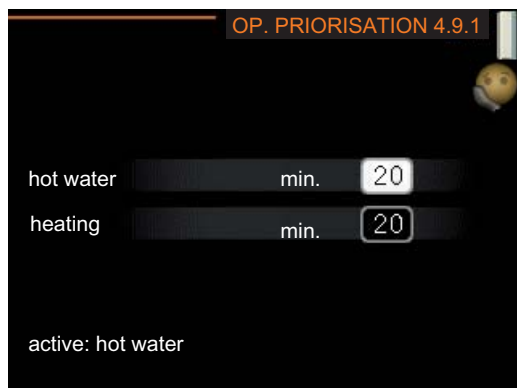 OP. PRIORISATION 4.9.1
hot water min. 20
heating min. 20
active: hot water